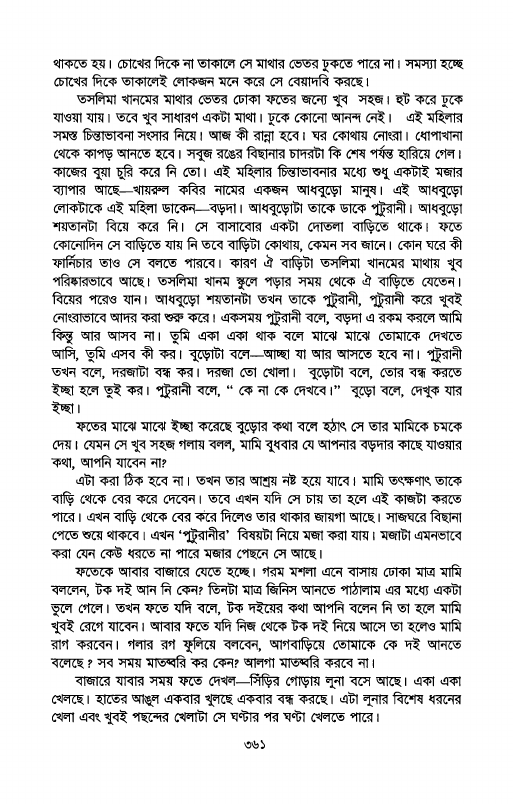 থাকতে হয়। চোখের দিকে না তাকালে সে মাথার ভেতর ঢুকতে পারে না। সমস্যা হচ্ছে
চোখের দিকে তাকালেই লোকজন মনে করে সে বেয়াদবি করছে।
তসলিমা খানমের মাথার ভেতর ঢোকা ফতের জন্যে খুব সহজ। হুট করে ঢুকে
যাওয়া যায়। তবে খুব সাধারণ একটা মাথা। ঢুকে কোনো আনন্দ নেই। এই মহিলার
সমস্ত চিন্তাভাবনা সংসার নিয়ে। আজ কী রান্না হবে। ঘর কোথায় নোংরা। ধোপাখানা
থেকে কাপড় আনতে হবে। সবুজ রঙের বিছানার চাদরটা কি শেষ পর্যন্ত হারিয়ে গেল।
কাজের বুয়া চুরি করে নি তো। এই মহিলার চিন্তাভাবনার মধ্যে শুধু একটাই মজার
ব্যাপার আছে—খায়রুল কবির নামের একজন আধবুড়ো মানুষ। এই আধবুড়ো
লোকটাকে এই মহিলা ডাকেন—বড়দা। আধবুড়োটা তাকে ডাকে পুটুরানী। আধবুড়ো
শয়তানটা বিয়ে করে নি। সে বাসাবোর একটা দোতলা বাড়িতে থাকে। ফতে
কোনোদিন সে বাড়িতে যায় নি তবে বাড়িটা কোথায়, কেমন সব জানে। কোন ঘরে কী
ফার্নিচার তাও সে বলতে পারবে। কারণ ঐ বাড়িটা তসলিমা খানমের মাথায় খুব
পরিষ্কারভাবে আছে। তসলিমা খানম স্কুলে পড়ার সময় থেকে ঐ বাড়িতে যেতেন।
বিয়ের পরেও যান। আধবুড়ো শয়তানটা তখন তাকে পুটুরানী, পুটুরানী করে খুবই
নোংরাভাবে আদর করা শুরু করে। একসময় পুটুরানী বলে, বড়দা এ রকম করলে আমি
কিন্তু আর আসব না। তুমি একা একা থাক বলে মাঝে মাঝে তোমাকে দেখতে
আসি, তুমি এসব কী কর। বুড়োটা বলে—আচ্ছা যা আর আসতে হবে না। পুটুরানী
তখন বলে, দরজাটা বন্ধ কর। দরজা তো খোলা। বুড়োটা বলে, তোর বন্ধ করতে
ইচ্ছা হলে তুই কর। পুটুরানী বলে, “ কে না কে দেখবে।” বুড়ো বলে, দেখুক যার
ইচ্ছা।
ফতের মাঝে মাঝে ইচ্ছা করেছে বুড়োর কথা বলে হঠাৎ সে তার মামিকে চমকে
দেয়। যেমন সে খুব সহজ গলায় বলল, মামি বুধবার যে আপনার বড়দার কাছে যাওয়ার
কথা, আপনি যাবেন না?
এটা করা ঠিক হবে না। তখন তার আশ্রয় নষ্ট হয়ে যাবে। মামি তৎক্ষণাৎ তাকে
বাড়ি থেকে বের করে দেবেন। তবে এখন যদি সে চায় তা হলে এই কাজটা করতে
পারে। এখন বাড়ি থেকে বের করে দিলেও তার থাকার জায়গা আছে। সাজঘরে বিছানা
পেতে শুয়ে থাকবে। এখন ‘পুটুরানীর’ বিষয়টা নিয়ে মজা করা যায়। মজাটা এমনভাবে
করা যেন কেউ ধরতে না পারে মজার পেছনে সে আছে।
ফতেকে আবার বাজারে যেতে হচ্ছে। গরম মশলা এনে বাসায় ঢোকা মাত্র মামি
বললেন, টক দই আন নি কেন? তিনটা মাত্র জিনিস আনতে পাঠালাম এর মধ্যে একটা
ভুলে গেলে। তখন ফতে যদি বলে, টক দইয়ের কথা আপনি বলেন নি তা হলে মামি
খুবই রেগে যাবেন। আবার ফতে যদি নিজ থেকে টক দই নিয়ে আসে তা হলেও মামি
রাগ করবেন। গলার রগ ফুলিয়ে বলবেন, আগবাড়িয়ে তোমাকে কে দই আনতে
বলেছে ? সব সময় মাতব্বরি কর কেন? আলগা মাতব্বরি করবে না।
বাজারে যাবার সময় ফতে দেখল—সিঁড়ির গোড়ায় লুনা বসে আছে। একা একা
খেলছে। হাতের আঙুল একবার খুলছে একবার বন্ধ করছে। এটা লুনার বিশেষ ধরনের
খেলা এবং খুবই পছন্দের খেলাটা সে ঘণ্টার পর ঘণ্টা খেলতে পারে।
৩৬১